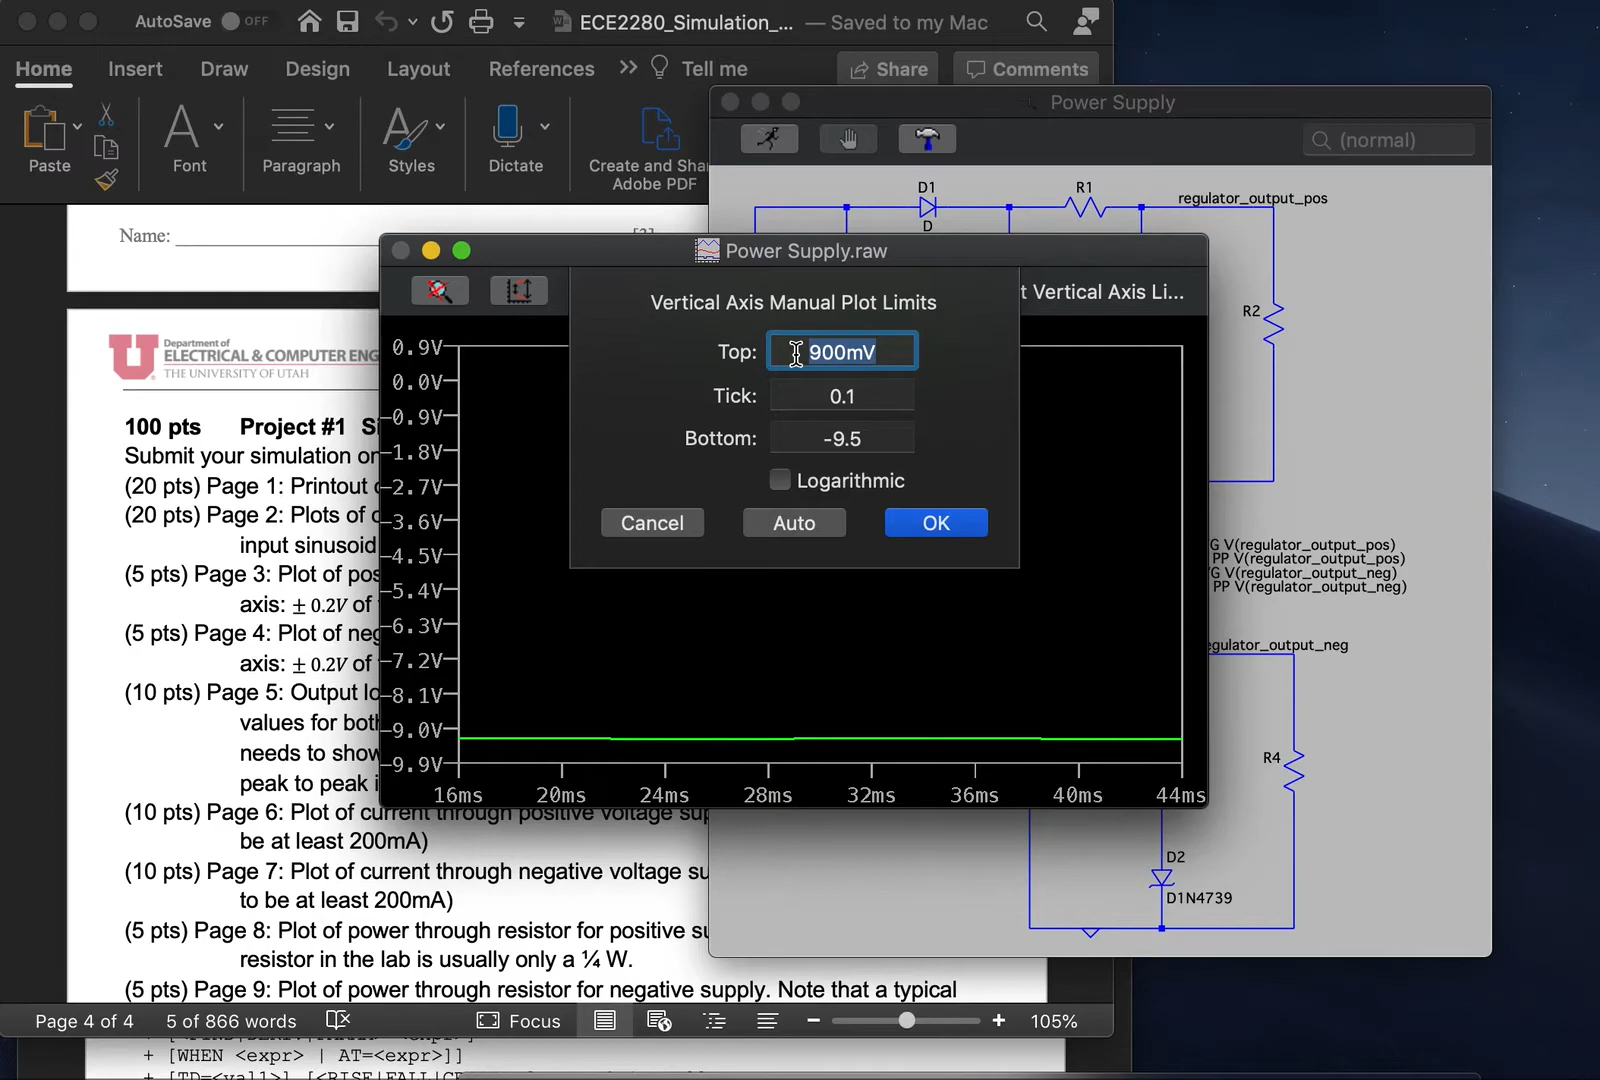 AutoSave OFF
ECE2280_Simulation_... — Saved to my Mac
Home Insert Draw Design Layout References >> Tell me
Share Comments
Paste Font Paragraph Styles Dictate Create and Sha
Adobe PDF
Power Supply
(normal)
D1
D
R1
regulator_output_pos
R2
Name:
Power Supply.raw
t Vertical Axis Li...
Vertical Axis Manual Plot Limits
Top: 900mV
Tick: 0.1
Bottom: -9.5
Logarithmic
Cancel Auto OK
0.9V
0.0V
-0.9V
-1.8V
-2.7V
-3.6V
-4.5V
-5.4V
-6.3V
-7.2V
-8.1V
-9.0V
-9.9V
16ms 20ms 24ms 28ms 32ms 36ms 40ms 44ms
G V(regulator_output_pos)
PP V(regulator_output_pos)
G V(regulator_output_neg)
PP V(regulator_output_neg)
egulator_output_neg
R4
D2
D1N4739
Department of
ELECTRICAL & COMPUTER ENG
THE UNIVERSITY OF UTAH
100 pts Project #1 S
Submit your simulation or
(20 pts) Page 1: Printout
(20 pts) Page 2: Plots of
input sinusoid
(5 pts) Page 3: Plot of pos
axis: ± 0.2V of
(5 pts) Page 4: Plot of neg
axis: ± 0.2V of
(10 pts) Page 5: Output lo
values for both
needs to show
peak to peak i
(10 pts) Page 6: Plot of current through positive voltage sup
be at least 200mA)
(10 pts) Page 7: Plot of current through negative voltage su
to be at least 200mA)
(5 pts) Page 8: Plot of power through resistor for positive su
resistor in the lab is usually only a ¼ W.
(5 pts) Page 9: Plot of power through resistor for negative supply. Note that a typical
Page 4 of 4 5 of 866 words Focus 105%
+ [WHEN <expr> | AT=<expr>]]